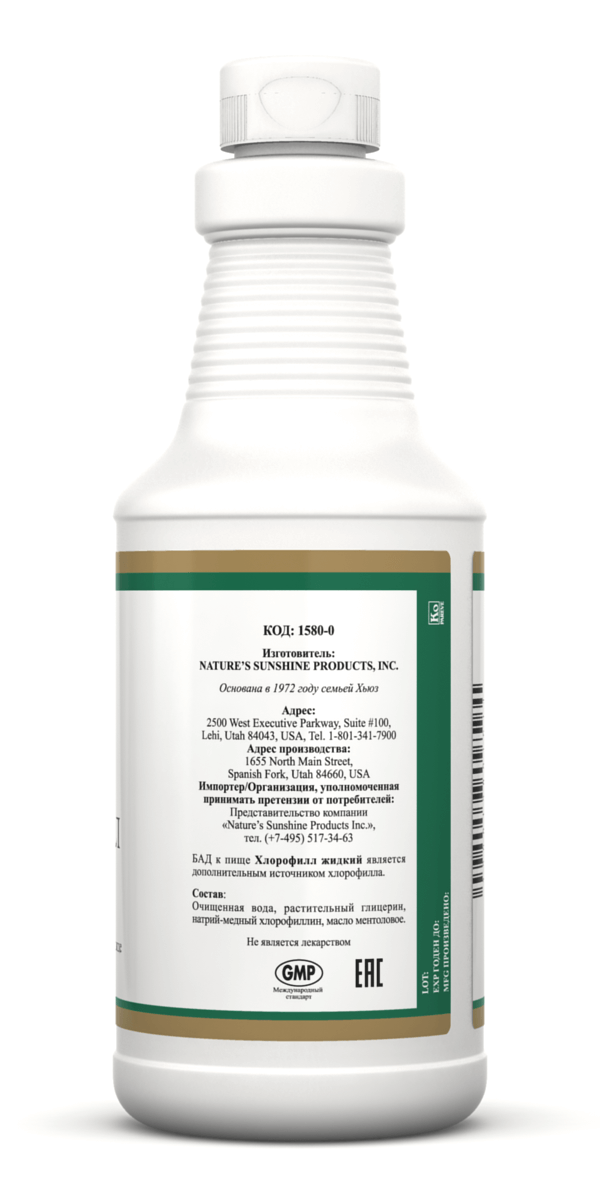 КОД: 1580-0
Изготовитель:
NATURE'S SUNSHINE PRODUCTS, INC.
Основана в 1972 году семьей Хьюз
Адрес:
2500 West Executive Parkway, Suite #100,
Lehi, Utah 84043, USA, Tel. 1-801-341-7900
Адрес производства:
1655 North Main Street,
Spanish Fork, Utah 84660, USA
Импортер/Организация, уполномоченная
принимать претензии от потребителей:
Представительство компании
«Nature's Sunshine Products Inc.»,
тел. (+7-495) 517-34-63
БАД к пище Хлорофилл жидкий является
дополнительным источником хлорофилла.
Состав:
Очищенная вода, растительный глицерин,
натрий-медный хлорофиллин, масло ментоловое.
Не является лекарством
GMP
Международный
стандарт
EAC
LOT:
EXP ГОДЕН ДО:
MFG ПРОИЗВЕДЕНО:
Ko
PAREVE